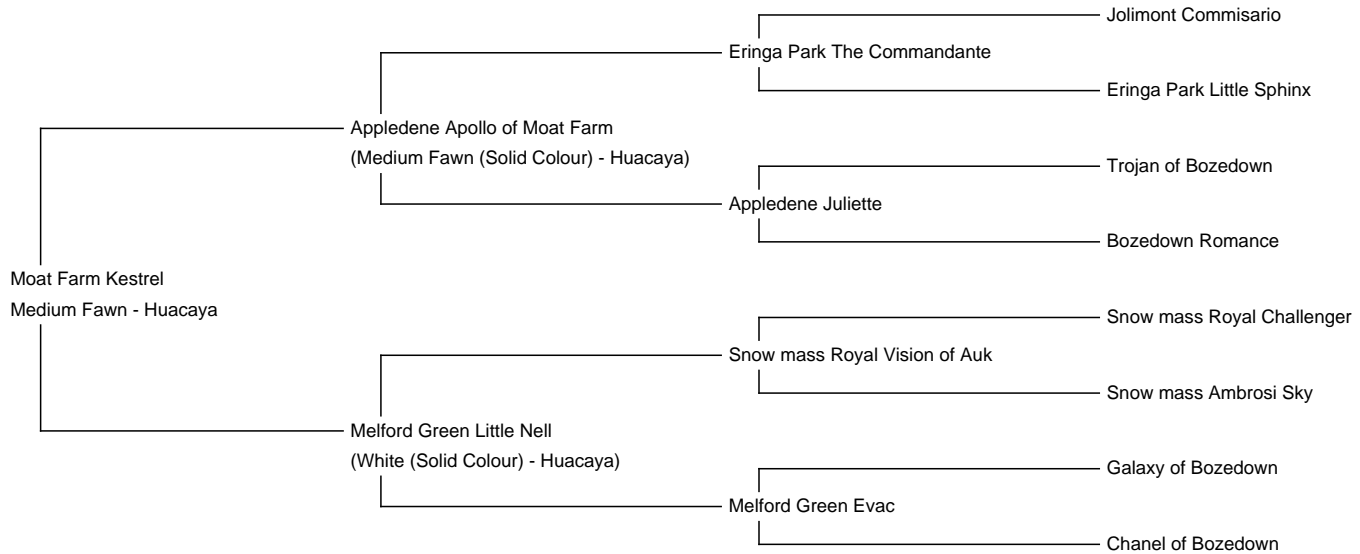 Jolimont Commisario
Eringa Park The Commandante
Eringa Park Little Sphinx
Appledene Apollo of Moat Farm
(Medium Fawn (Solid Colour) - Huacaya)
Trojan of Bozedown
Appledene Juliette
Bozedown Romance
Moat Farm Kestrel
Medium Fawn - Huacaya
Snow mass Royal Challenger
Snow mass Royal Vision of Auk
Snow mass Ambrosi Sky
Melford Green Little Nell
(White (Solid Colour) - Huacaya)
Galaxy of Bozedown
Melford Green Evac
Chanel of Bozedown